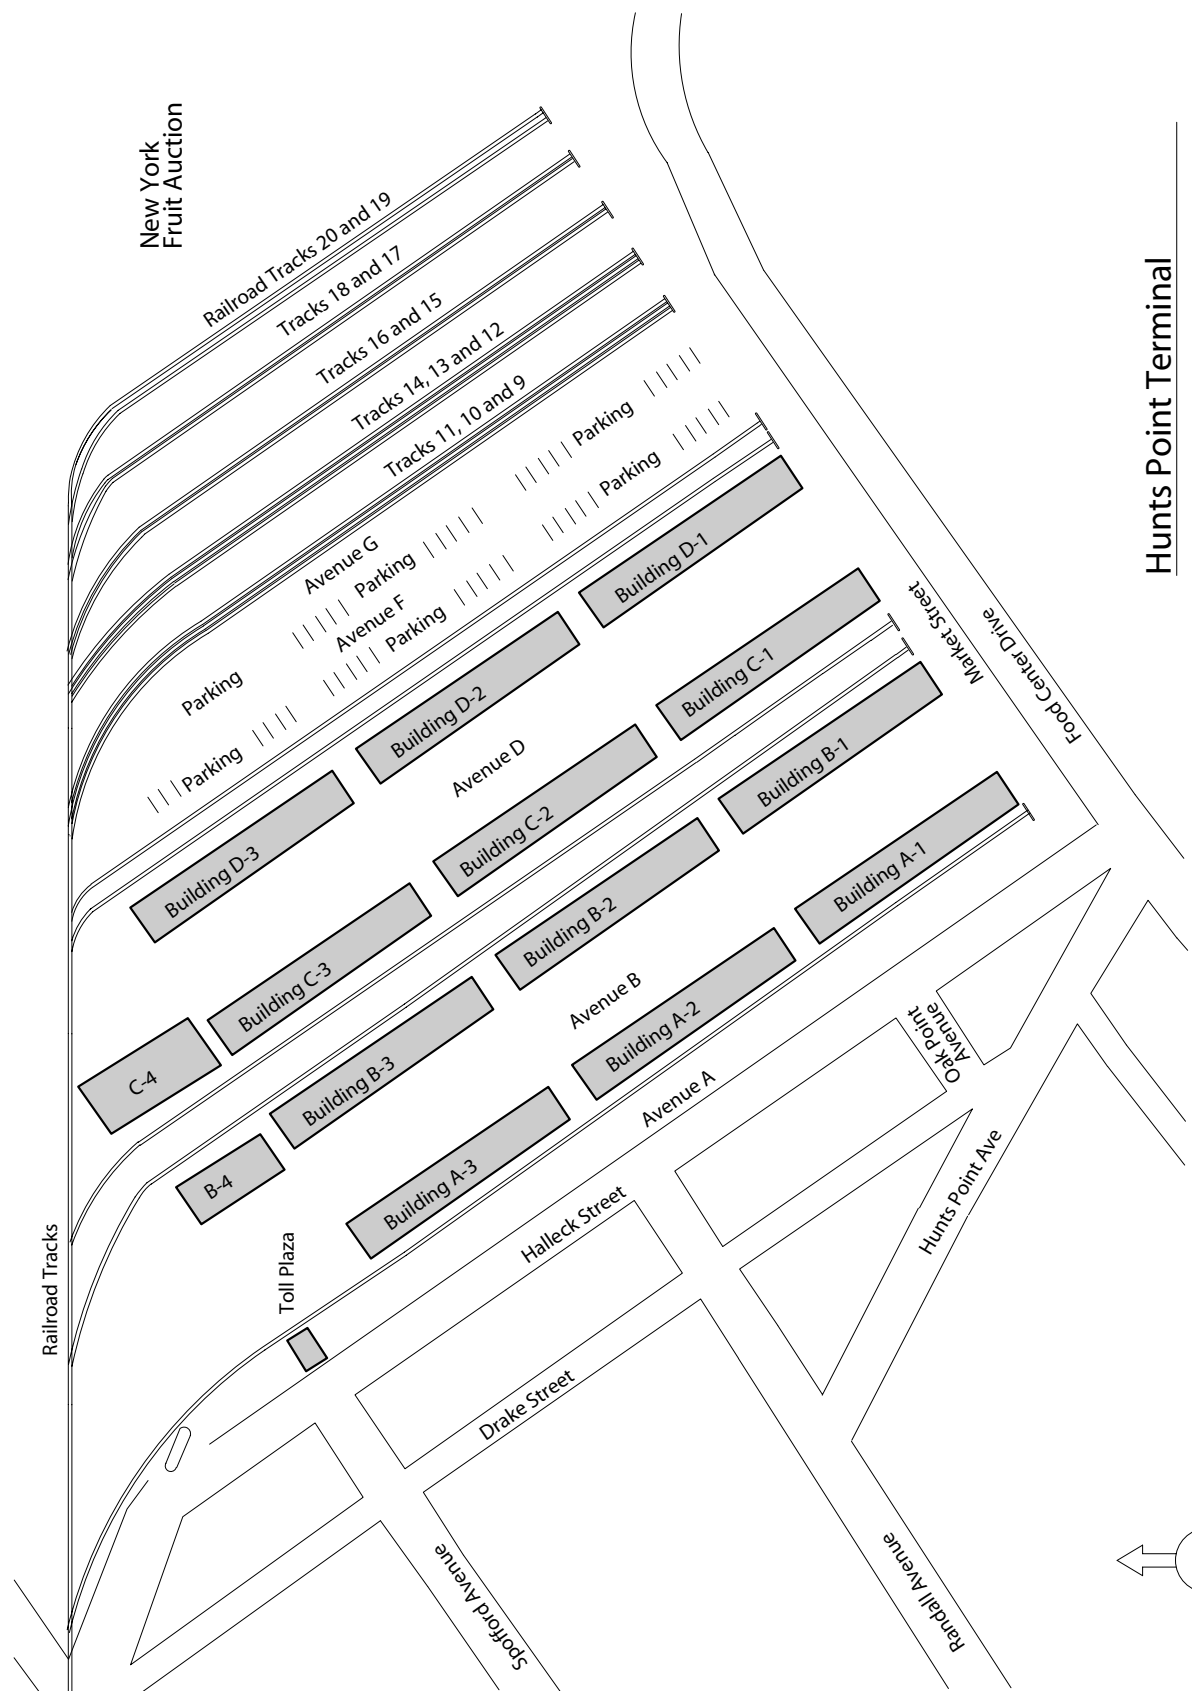 Hunts Point Terminal
New York
Fruit Auction
Railroad Tracks 20 and 19
Tracks 18 and 17
Tracks 16 and 15
Tracks 14, 13 and 12
Tracks 11, 10 and 9
Parking
Parking
Avenue G
Parking
Avenue F
Parking
Parking
Parking
Building D-1
Building D-2
Building D-3
Avenue D
Building C-1
Building C-2
Building C-3
C-4
Building B-1
Building B-2
Building B-3
B-4
Avenue B
Building A-1
Building A-2
Building A-3
Market Street
Food Center Drive
Avenue A
Oak Point
Avenue
Halleck Street
Hunts Point Ave
Toll Plaza
Railroad Tracks
Drake Street
Spofford Avenue
Randall Avenue